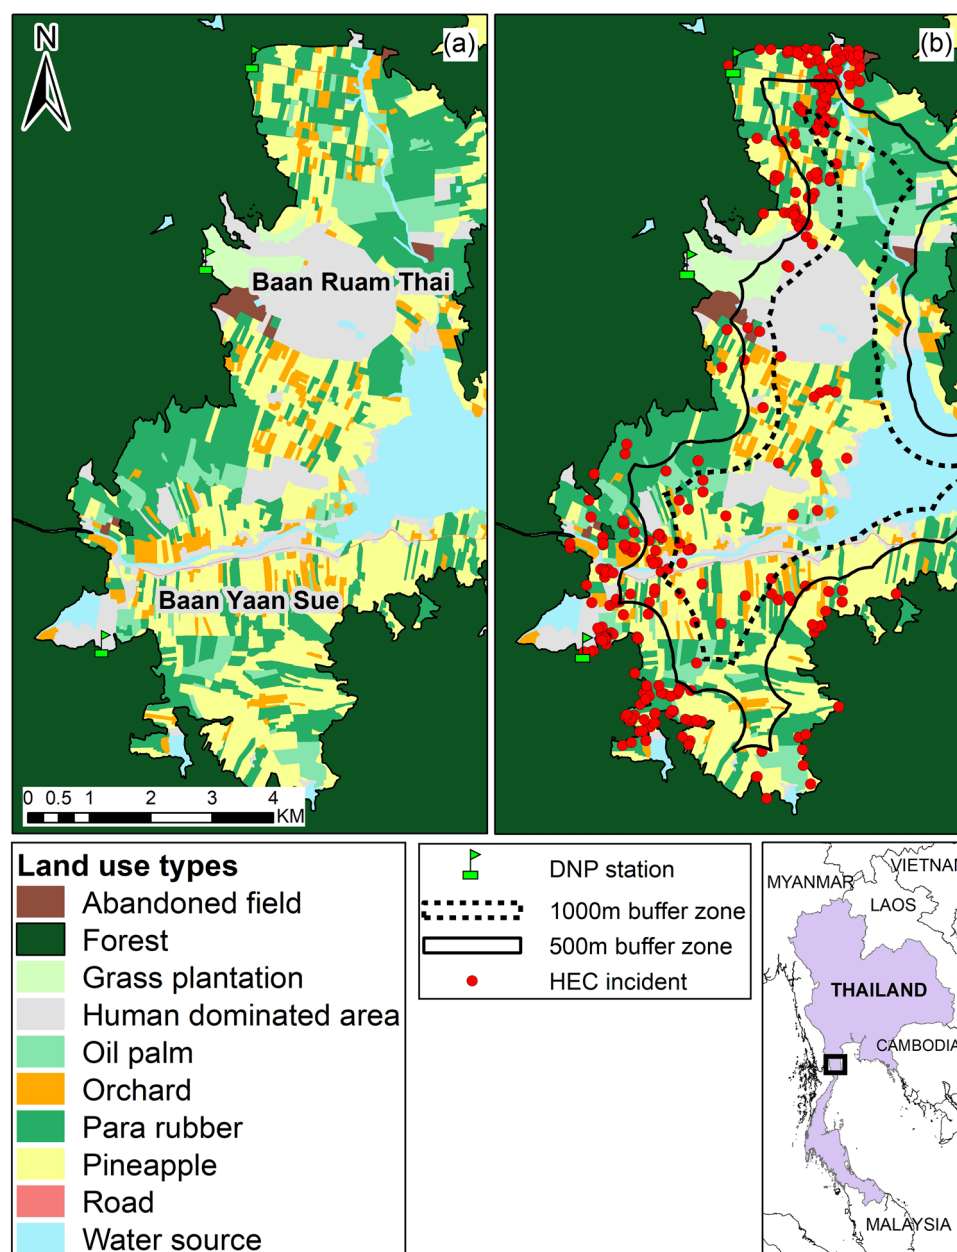 N
(a)
(b)
Baan Ruam Thai
Baan Yaan Sue
0 0.5 1 2 3 4
KM
Land use types
Abandoned field
Forest
Grass plantation
Human dominated area
Oil palm
Orchard
Para rubber
Pineapple
Road
Water source
DNP station
1000m buffer zone
500m buffer zone
HEC incident
VIETNAM
MYANMAR
LAOS
THAILAND
CAMBODIA
MALAYSIA